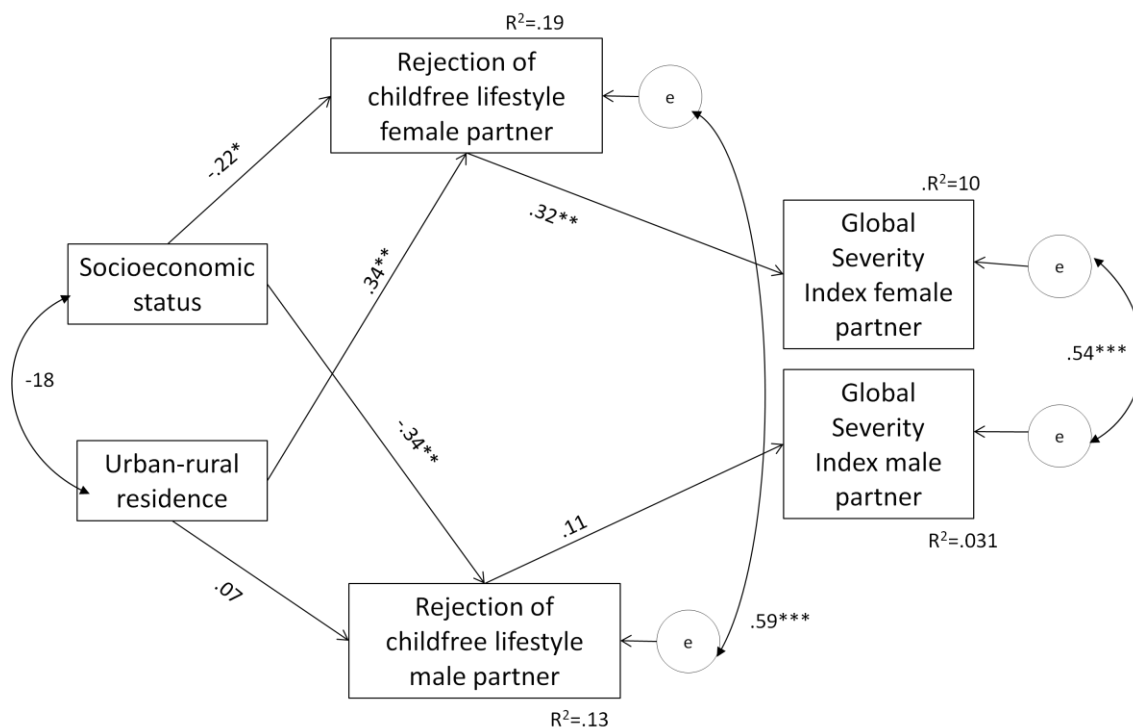 R²=.19
Rejection of
childfree lifestyle
female partner
e
-.22*
.R²=10
.32**
Global
Severity
Index female
partner
e
Socioeconomic
status
.34**
.54***
-18
-.34**
Global
Severity
Index male
partner
e
Urban-rural
residence
.11
R²=.031
.07
Rejection of
childfree lifestyle
male partner
e
.59***
R²=.13